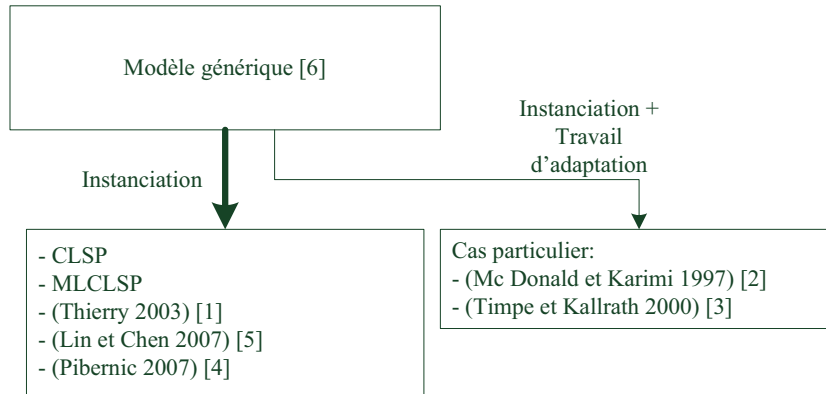 Modèle générique [6]
Instanciation +
Travail
d'adaptation
Instanciation
- CLSP
- MLCLSP
- (Thierry 2003) [1]
- (Lin et Chen 2007) [5]
- (Pibernic 2007) [4]
Cas particulier:
- (Mc Donald et Karimi 1997) [2]
- (Timpe et Kallrath 2000) [3]